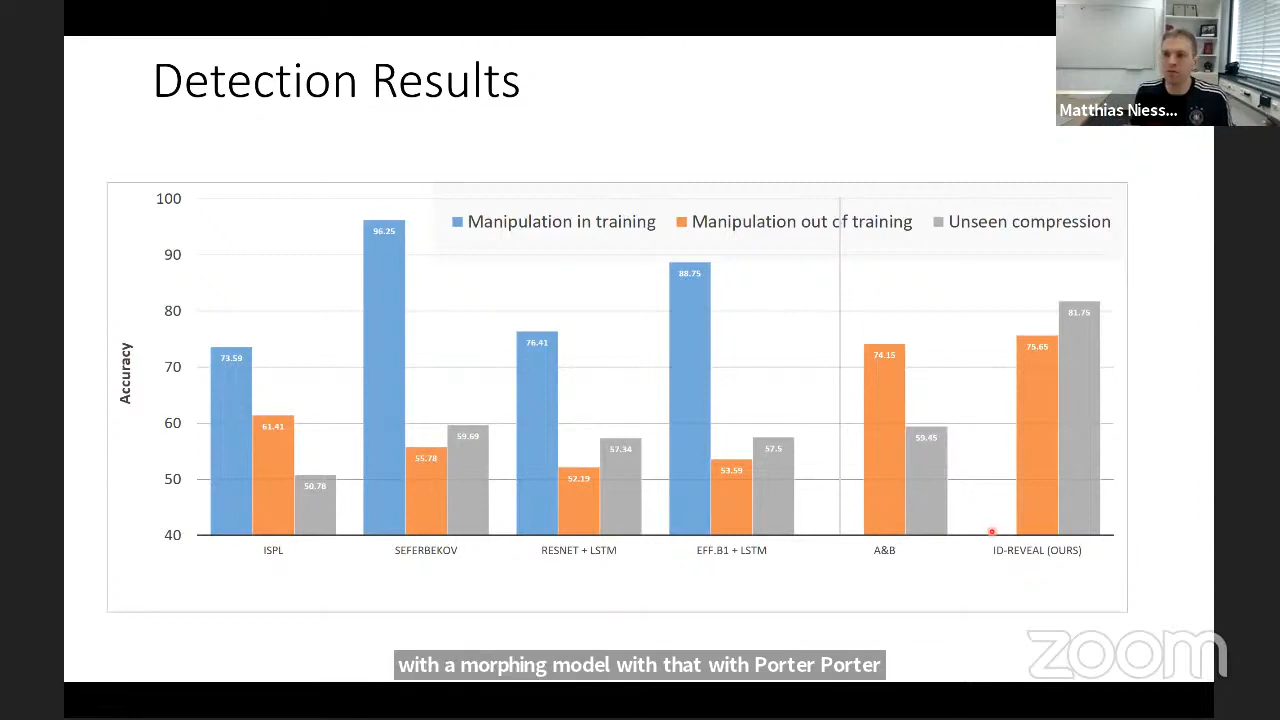 Detection Results
Matthias Niess...
Manipulation in training Manipulation out of training Unseen compression
100
90
80
70
60
50
40
Accuracy
73.59 61.41 50.78
96.25 55.78 59.69
76.41 52.19 57.34
88.75 53.59 57.5
74.15 59.45
75.65 81.75
ISPL SEFERBEKOV RESNET + LSTM EFF.B1 + LSTM A&B ID-REVEAL (OURS)
with a morphing model with that with Porter Porter
zoom